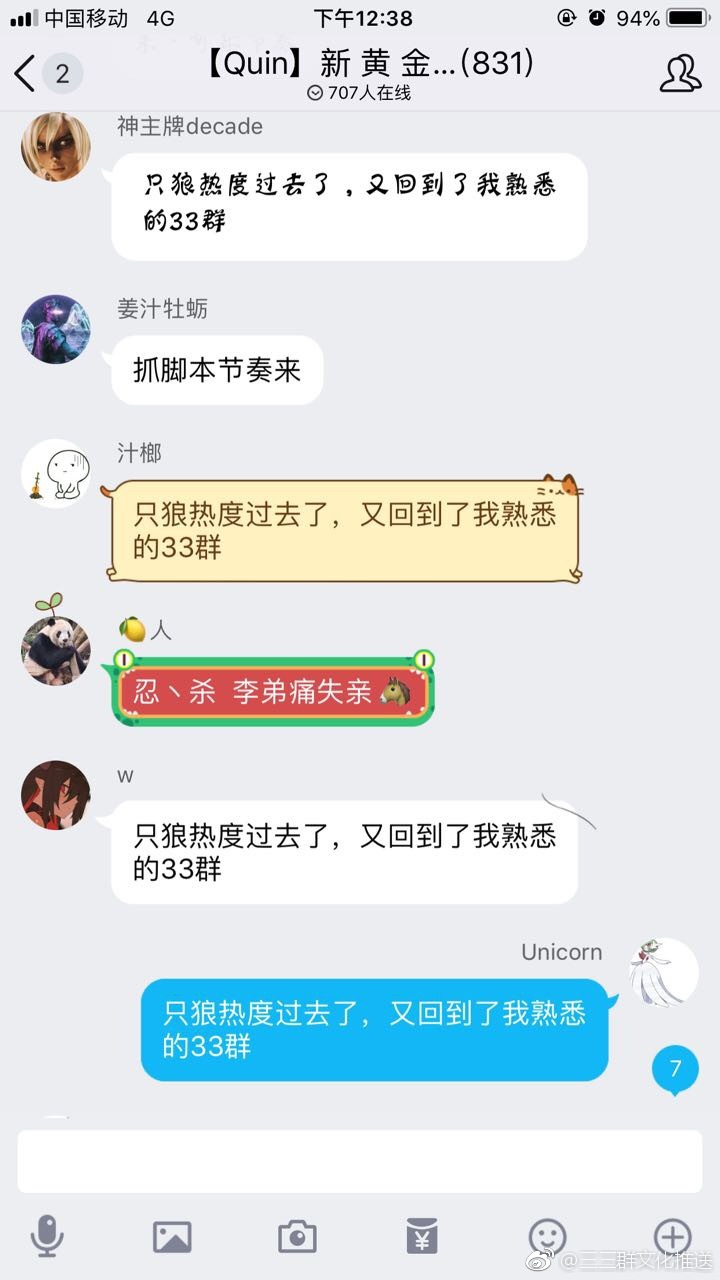 中国移动 4G 下午12:38 94%
2 【Quin】新 黄 金...(831)
707人在线
神主牌decade
只狼热度过去了，又回到了我熟悉
的33群
姜汁牡蛎
抓脚本节奏来
汁榔
只狼热度过去了，又回到了我熟悉
的33群
🍋人
忍丶杀 李弟痛失亲🐴
w
只狼热度过去了，又回到了我熟悉
的33群
Unicorn
只狼热度过去了，又回到了我熟悉
的33群
7
¥
@三三群文化推送